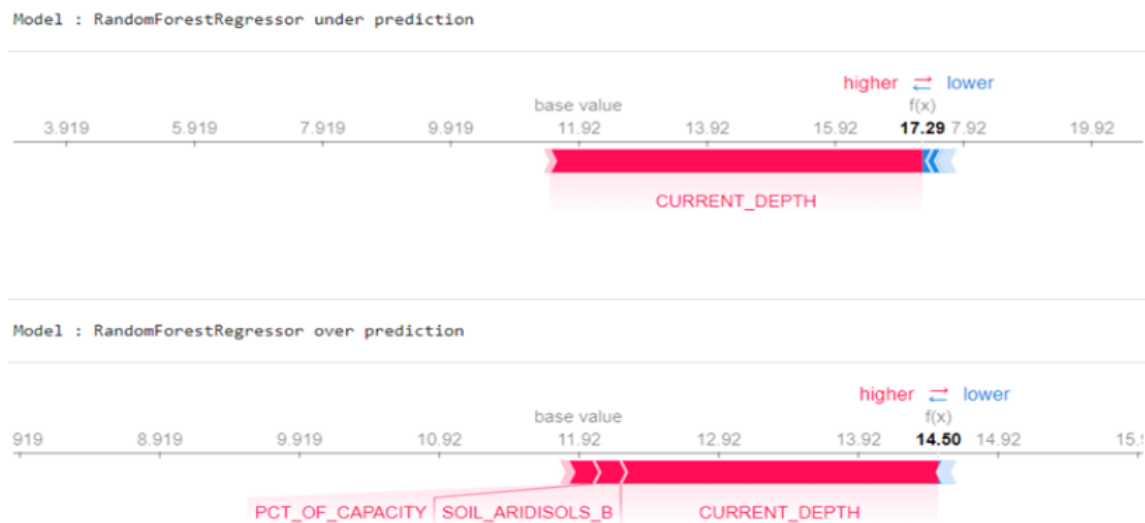 Model : RandomForestRegressor under prediction
higher ⇄ lower
base value f(x)
3.919 5.919 7.919 9.919 11.92 13.92 15.92 17.29 7.92 19.92
CURRENT_DEPTH
Model : RandomForestRegressor over prediction
higher ⇄ lower
base value f(x)
919 8.919 9.919 10.92 11.92 12.92 13.92 14.50 14.92 15.
PCT_OF_CAPACITY SOIL_ARIDISOLS_B CURRENT_DEPTH